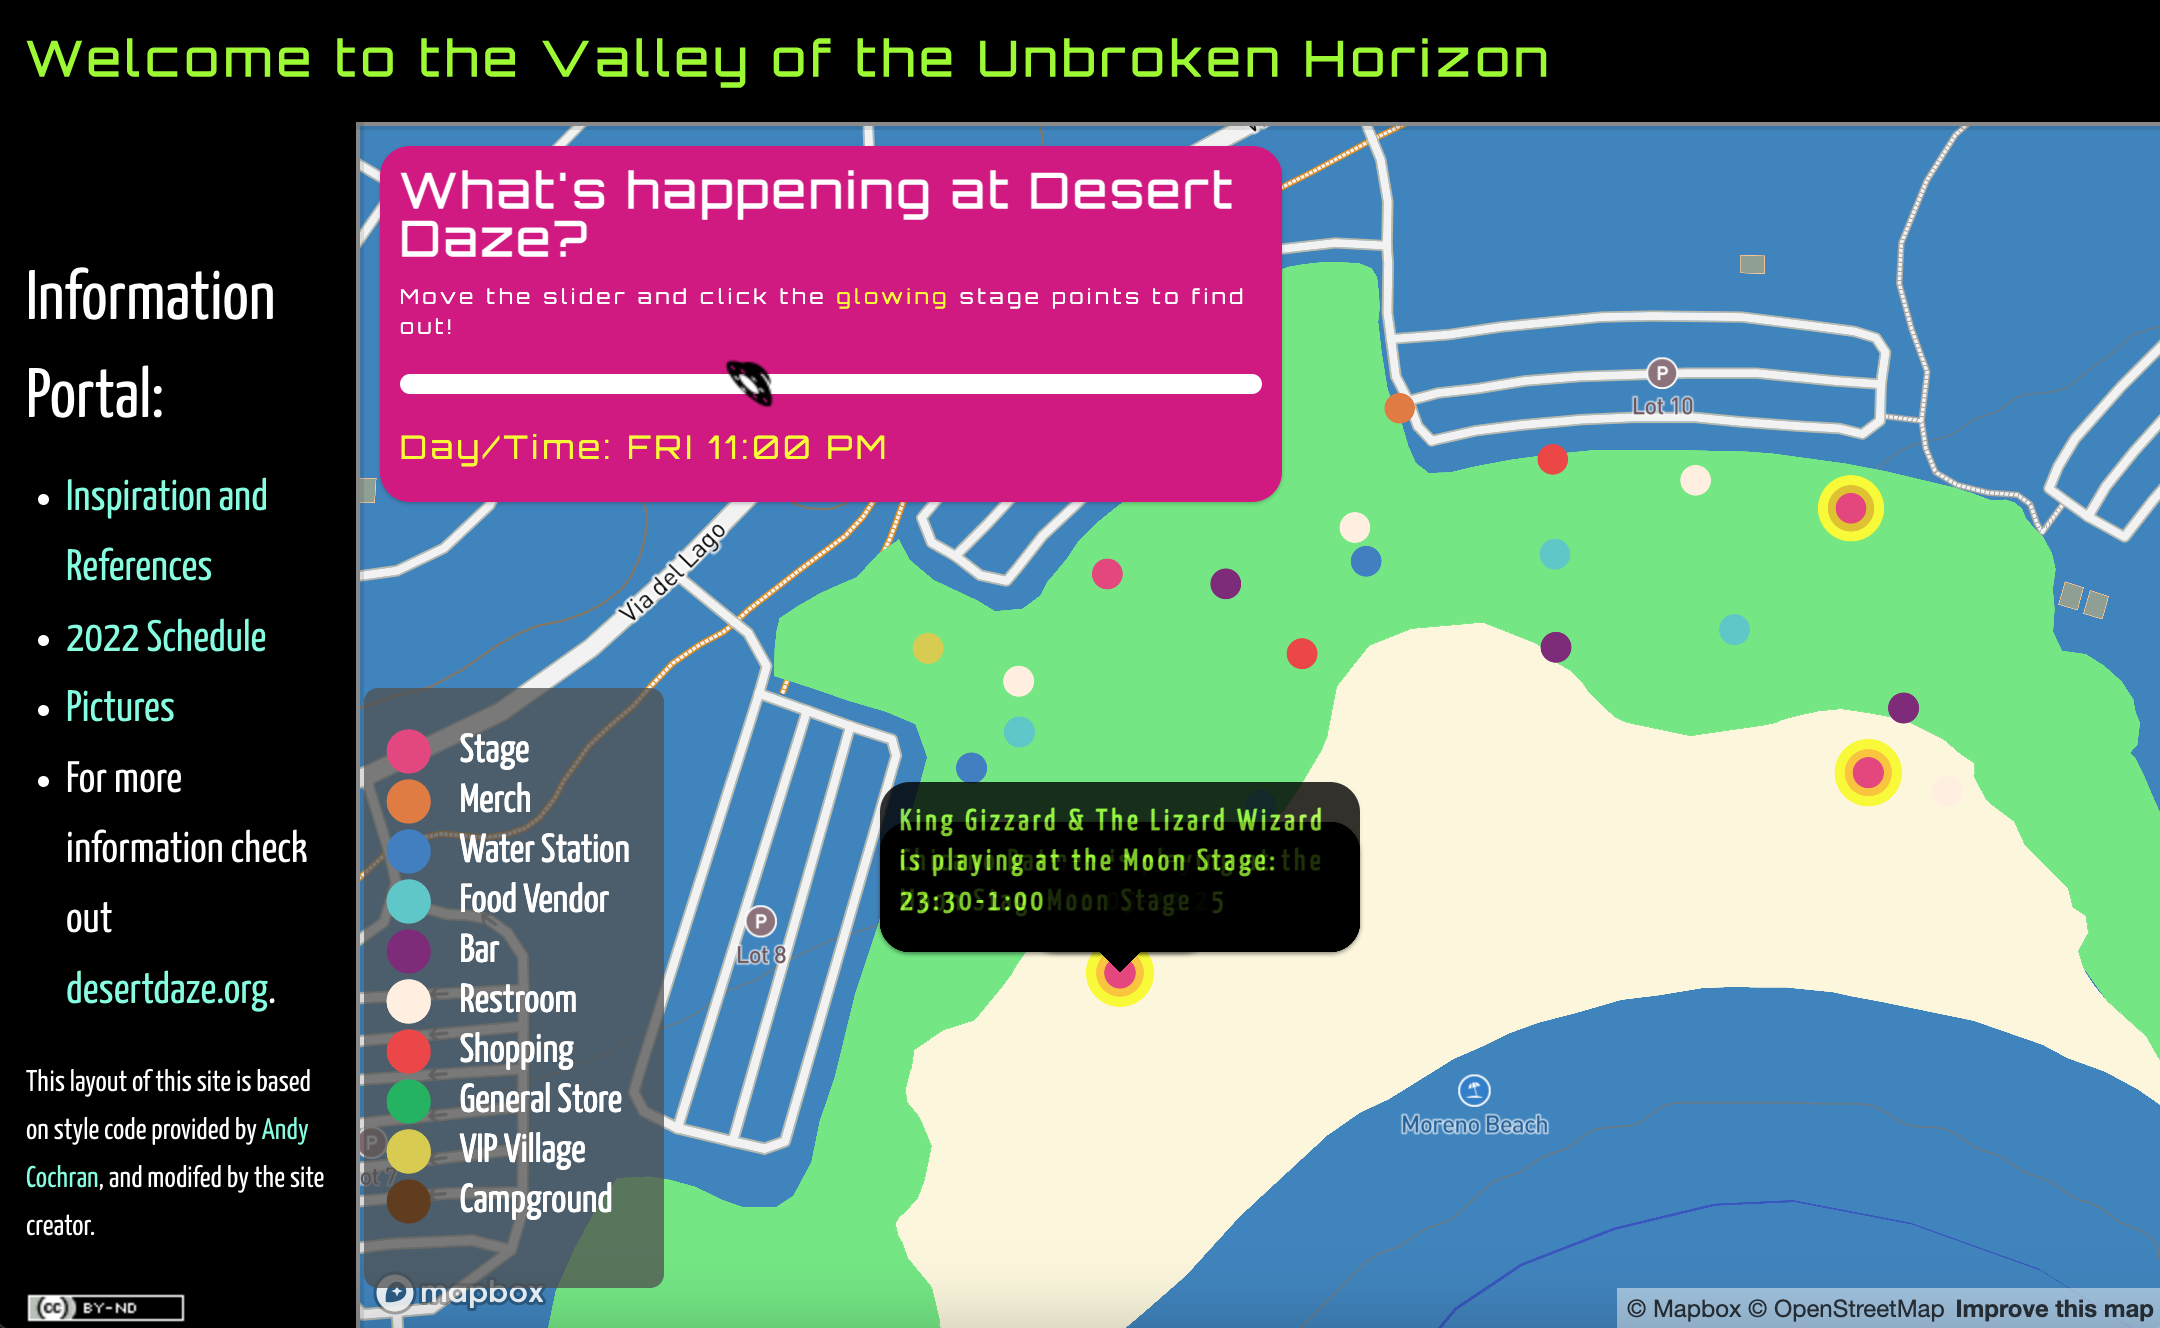 Welcome to the Valley of the Unbroken Horizon
Information
Portal:
Inspiration and
References
2022 Schedule
Pictures
For more
information check
out
desertdaze.org.
This layout of this site is based
on style code provided by Andy
Cochran, and modifed by the site
creator.
cc BY-ND
What's happening at Desert
Daze?
Move the slider and click the glowing stage points to find
out!
Day/Time: FRI 11:00 PM
Via del Lago
P
Lot 10
P
Lot 8
King Gizzard & The Lizard Wizard
is playing at the Moon Stage:
23:30-1:00
Moon Stage
Stage
Merch
Water Station
Food Vendor
Bar
Restroom
Shopping
General Store
VIP Village
Campground
P
ot 7
Moreno Beach
mapbox
© Mapbox © OpenStreetMap Improve this map